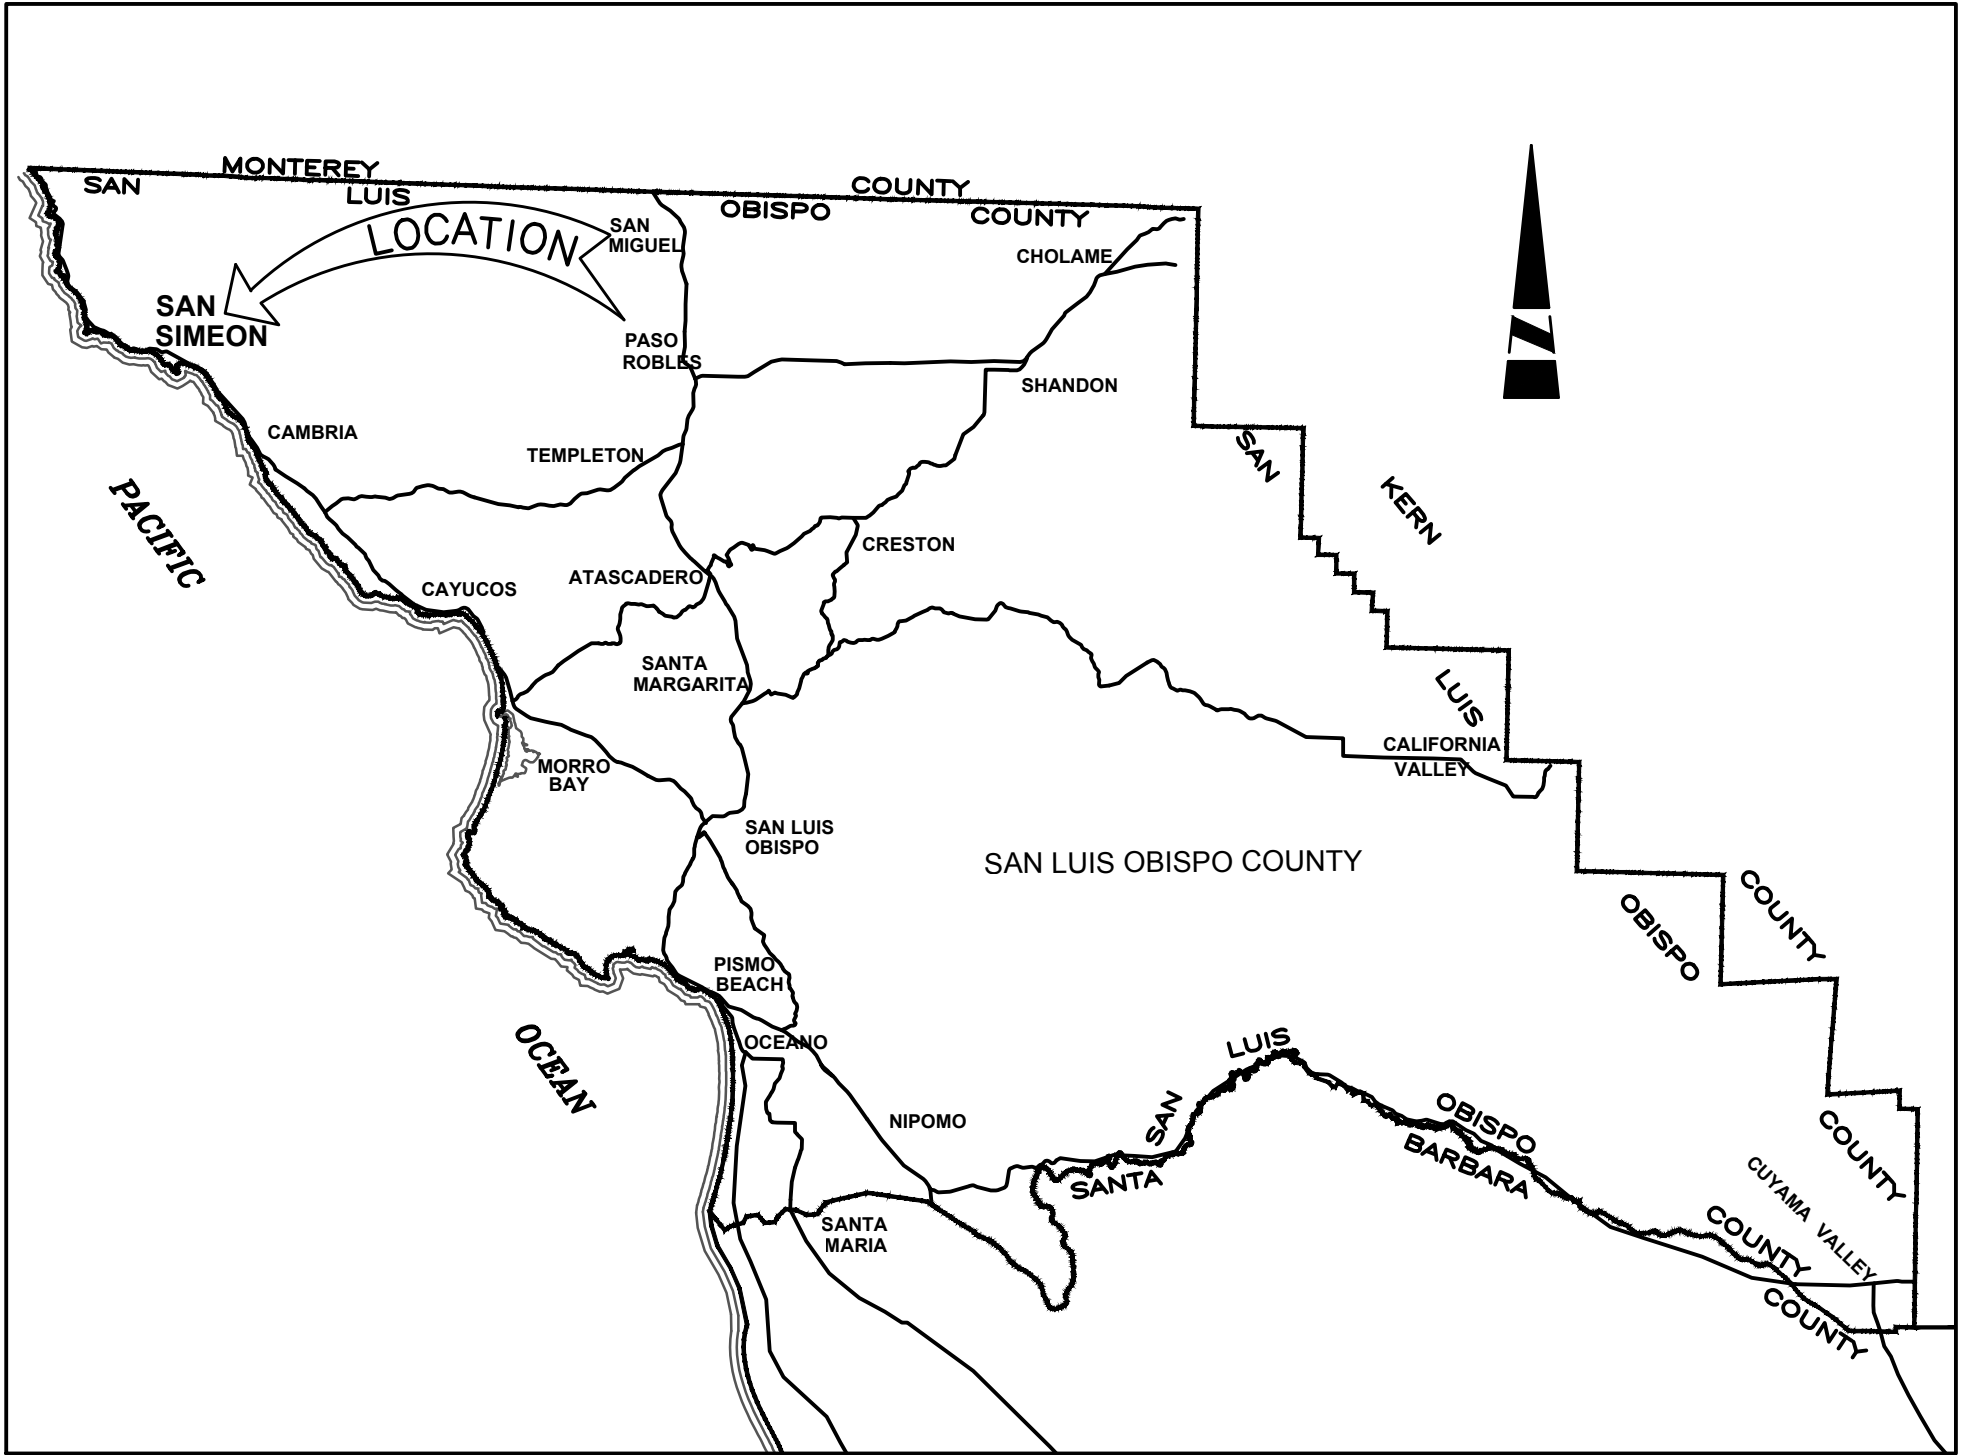 MONTEREY COUNTY
SAN LUIS OBISPO COUNTY
LOCATION
SAN
MIGUEL
CHOLAME
SAN
SIMEON
PASO
ROBLES
SHANDON
N
CAMBRIA
TEMPLETON
SAN LUIS OBISPO COUNTY
KERN COUNTY
PACIFIC OCEAN
CRESTON
ATASCADERO
CAYUCOS
SANTA
MARGARITA
CALIFORNIA
VALLEY
MORRO
BAY
SAN LUIS
OBISPO
SAN LUIS OBISPO COUNTY
PISMO
BEACH
OCEANO
NIPOMO
SAN LUIS OBISPO COUNTY
SANTA BARBARA COUNTY
CUYAMA VALLEY
SANTA
MARIA